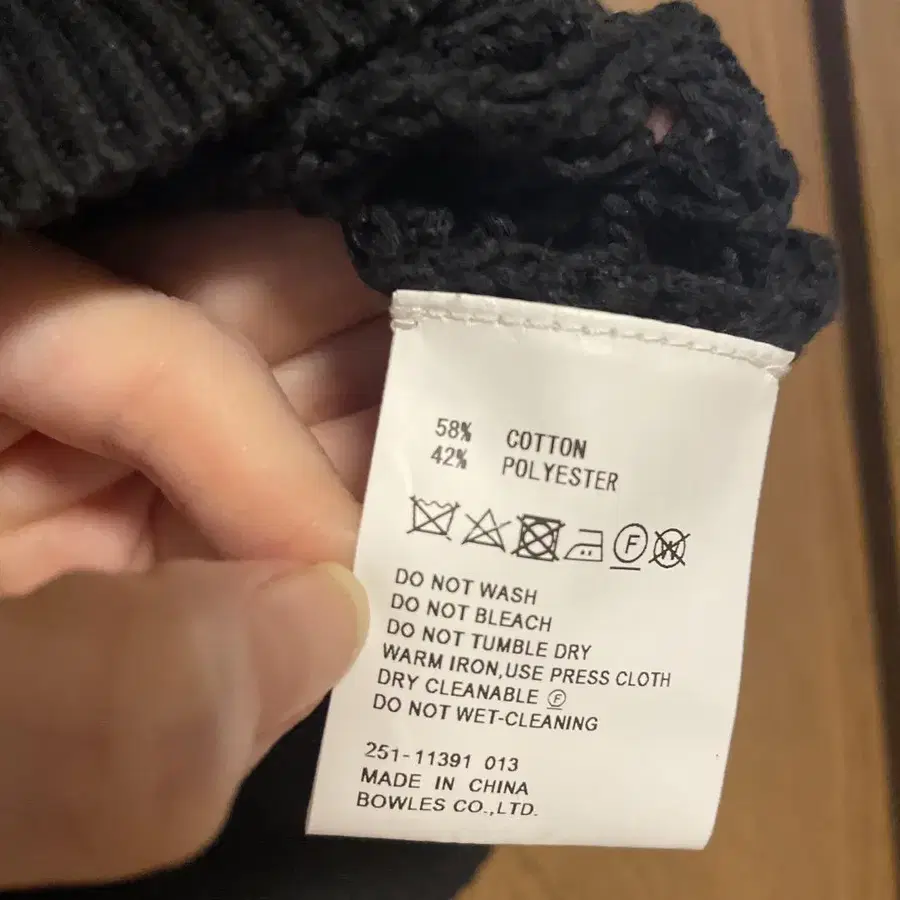 58% COTTON
42% POLYESTER
F W
DO NOT WASH
DO NOT BLEACH
DO NOT TUMBLE DRY
WARM IRON,USE PRESS CLOTH
DRY CLEANABLE Ⓕ
DO NOT WET-CLEANING
251-11391 013
MADE IN CHINA
BOWLES CO.,LTD.